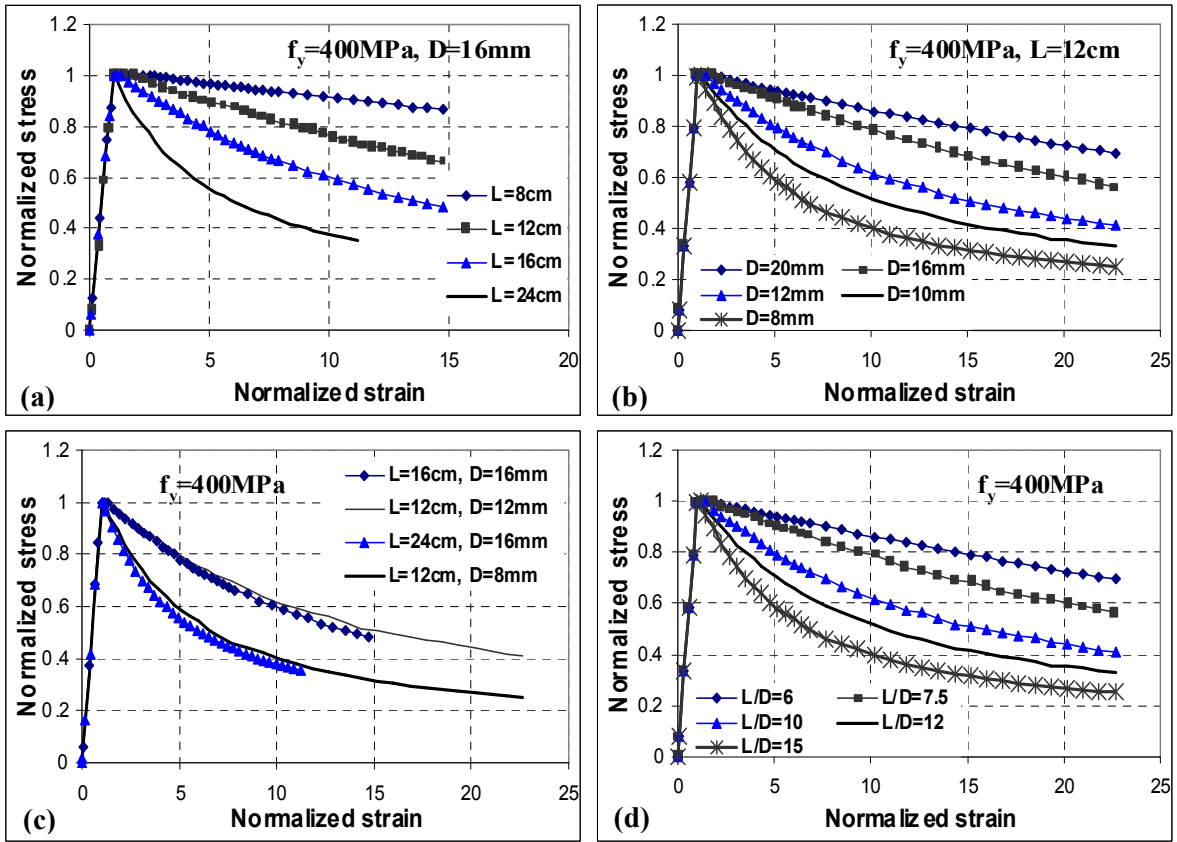 f_y=400MPa, D=16mm
Normalized stress
1.2
1
0.8
0.6
0.4
0.2
0
0 5 10 15 20
Normalized strain
L=8cm
L=12cm
L=16cm
L=24cm
(a)
f_y=400MPa, L=12cm
Normalized stress
1.2
1
0.8
0.6
0.4
0.2
0
0 5 10 15 20 25
Normalized strain
D=20mm D=16mm
D=12mm D=10mm
D=8mm
(b)
f_y=400MPa
Normalized stress
1.2
1
0.8
0.6
0.4
0.2
0
0 5 10 15 20 25
Normalized strain
L=16cm, D=16mm
L=12cm, D=12mm
L=24cm, D=16mm
L=12cm, D=8mm
(c)
f_y=400MPa
Normalized stress
1.2
1
0.8
0.6
0.4
0.2
0
0 5 10 15 20 25
Normalized strain
L/D=6 L/D=7.5
L/D=10 L/D=12
L/D=15
(d)